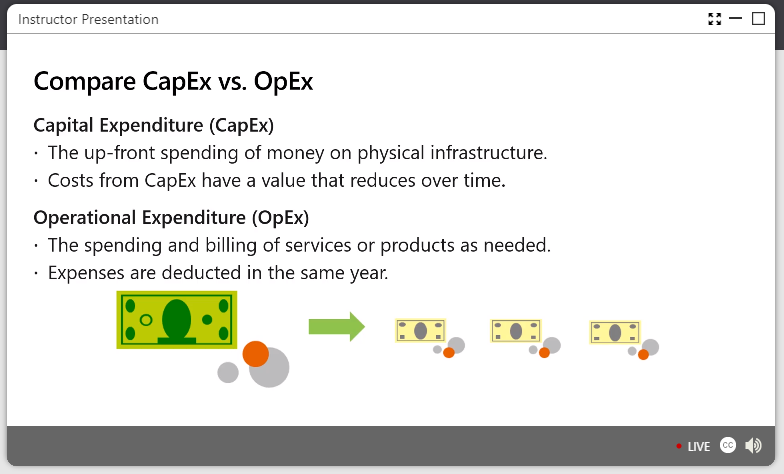 Instructor Presentation
Compare CapEx vs. OpEx
Capital Expenditure (CapEx)
· The up-front spending of money on physical infrastructure.
· Costs from CapEx have a value that reduces over time.
Operational Expenditure (OpEx)
· The spending and billing of services or products as needed.
· Expenses are deducted in the same year.
LIVE CC